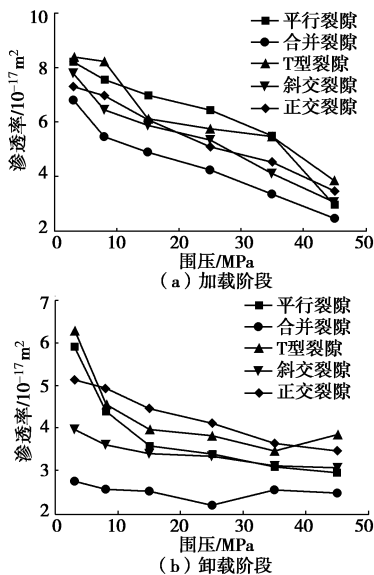 10
8
6
4
2
0
10
20
30
40
50
渗透率/10⁻¹⁷m²
平行裂隙
合并裂隙
T型裂隙
斜交裂隙
正交裂隙
围压/MPa
(a)加载阶段
7
6
5
4
3
2
0
10
20
30
40
50
渗透率/10⁻¹⁷m²
平行裂隙
合并裂隙
T型裂隙
斜交裂隙
正交裂隙
围压/MPa
(b)卸载阶段